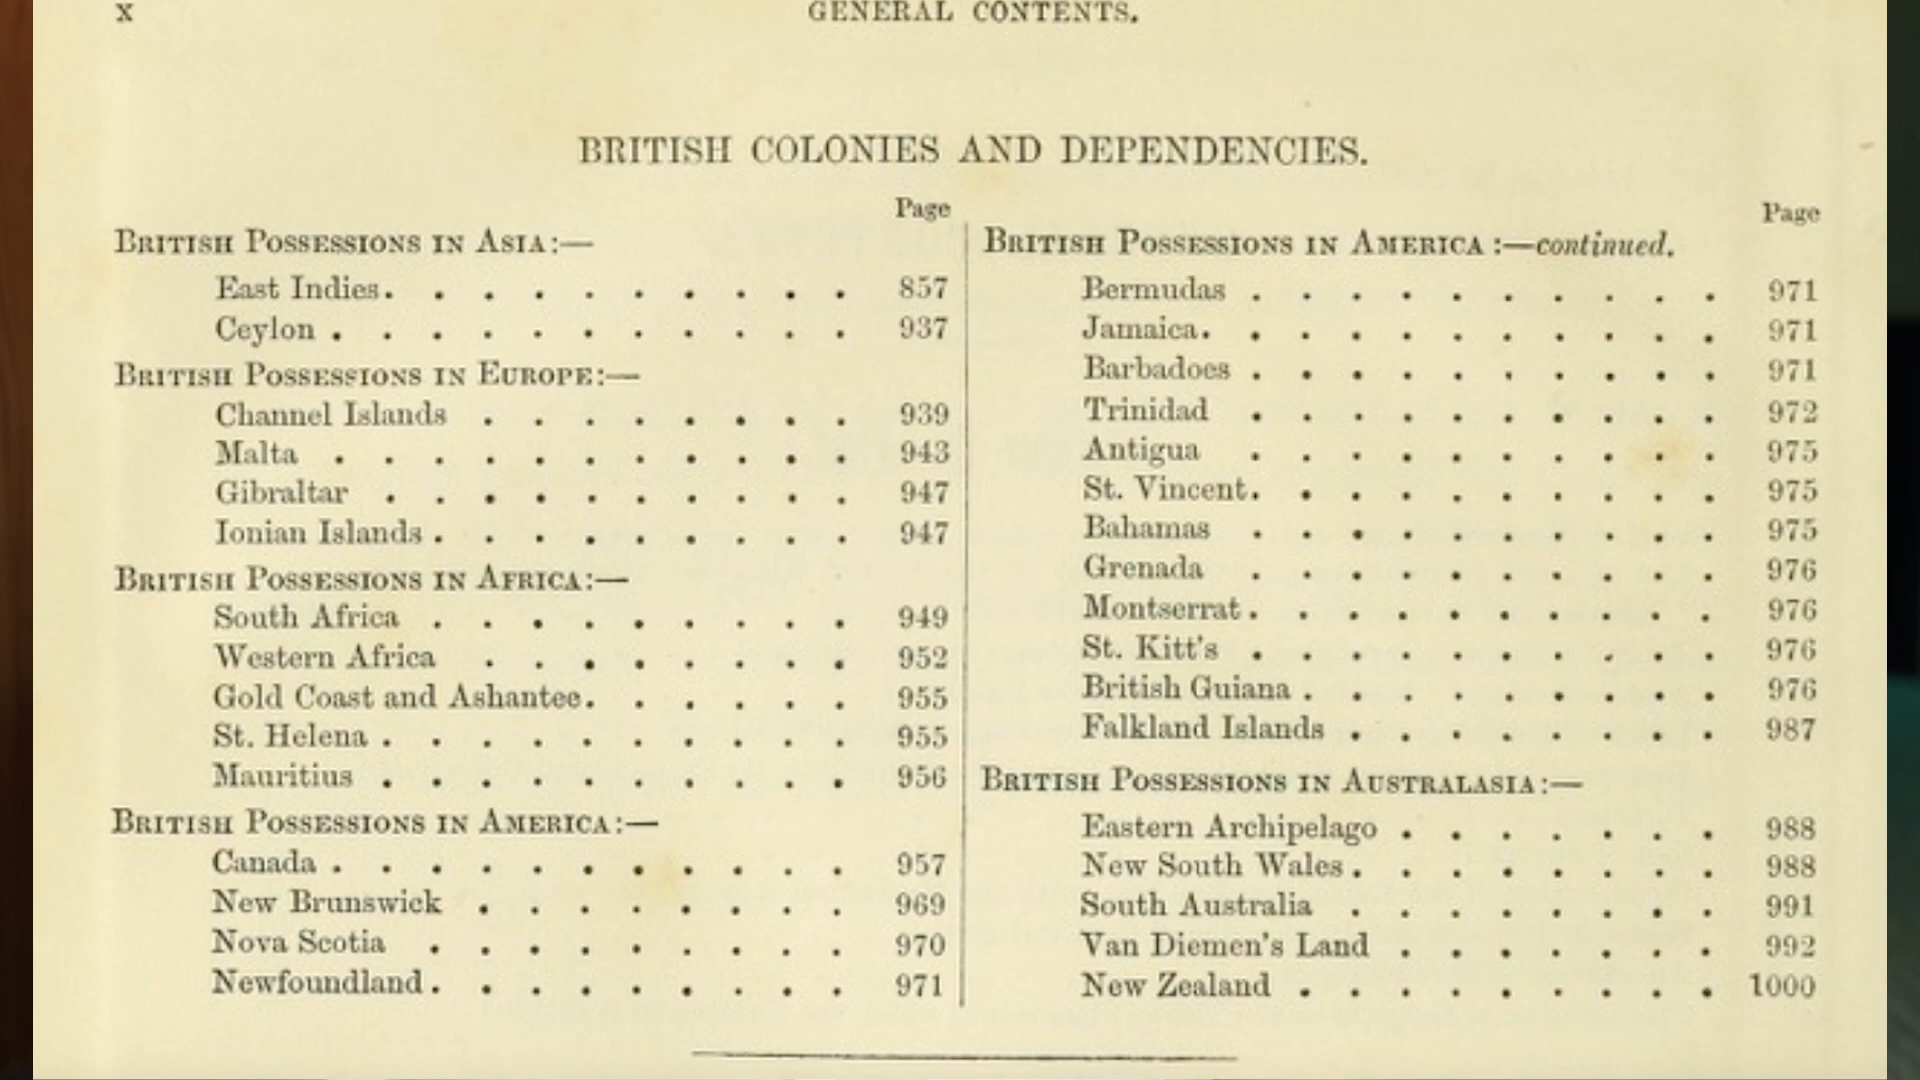 x
GENERAL CONTENTS.
BRITISH COLONIES AND DEPENDENCIES.
Page
BRITISH POSSESSIONS IN ASIA:—
East Indies. . . . . . . . . . 857
Ceylon . . . . . . . . . . . 937
BRITISH POSSESSIONS IN EUROPE:—
Channel Islands . . . . . . . . 939
Malta . . . . . . . . . . . 943
Gibraltar . . . . . . . . . . 947
Ionian Islands . . . . . . . . . 947
BRITISH POSSESSIONS IN AFRICA:—
South Africa . . . . . . . . . 949
Western Africa . . . . . . . . 952
Gold Coast and Ashantee. . . . . . 955
St. Helena . . . . . . . . . . 955
Mauritius . . . . . . . . . . 956
BRITISH POSSESSIONS IN AMERICA:—
Canada . . . . . . . . . . . 957
New Brunswick . . . . . . . . 969
Nova Scotia . . . . . . . . . 970
Newfoundland . . . . . . . . . 971
Page
BRITISH POSSESSIONS IN AMERICA :—continued.
Bermudas . . . . . . . . . . 971
Jamaica. . . . . . . . . . . 971
Barbadoes . . . . . . . . . . 971
Trinidad . . . . . . . . . . 972
Antigua . . . . . . . . . . 975
St. Vincent. . . . . . . . . . 975
Bahamas . . . . . . . . . . 975
Grenada . . . . . . . . . . 976
Montserrat . . . . . . . . . . 976
St. Kitt's . . . . . . . . . . 976
British Guiana . . . . . . . . . 976
Falkland Islands . . . . . . . . 987
BRITISH POSSESSIONS IN AUSTRALASIA:—
Eastern Archipelago . . . . . . . 988
New South Wales . . . . . . . . 988
South Australia . . . . . . . . 991
Van Diemen's Land . . . . . . . 992
New Zealand . . . . . . . . . 1000